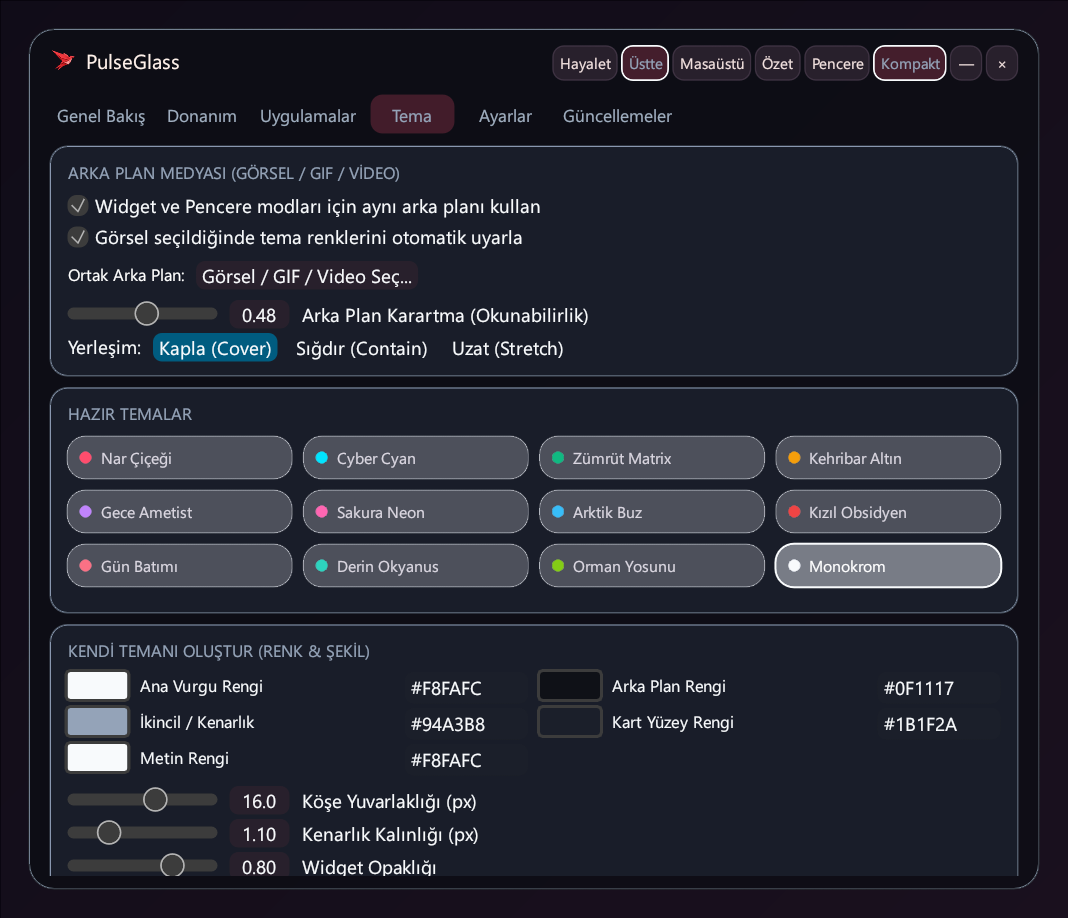 PulseGlass
Hayalet Üstte Masaüstü Özet Pencere Kompakt — ×
Genel Bakış Donanım Uygulamalar Tema Ayarlar Güncellemeler
ARKA PLAN MEDYASI (GÖRSEL / GIF / VİDEO)
Widget ve Pencere modları için aynı arka planı kullan
Görsel seçildiğinde tema renklerini otomatik uyarla
Ortak Arka Plan: Görsel / GIF / Video Seç...
0.48 Arka Plan Karartma (Okunabilirlik)
Yerleşim: Kapla (Cover) Sığdır (Contain) Uzat (Stretch)
HAZIR TEMALAR
Nar Çiçeği Cyber Cyan Zümrüt Matrix Kehribar Altın
Gece Ametist Sakura Neon Arktik Buz Kızıl Obsidyen
Gün Batımı Derin Okyanus Orman Yosunu Monokrom
KENDİ TEMANI OLUŞTUR (RENK & ŞEKİL)
Ana Vurgu Rengi #F8FAFC Arka Plan Rengi #0F1117
İkincil / Kenarlık #94A3B8 Kart Yüzey Rengi #1B1F2A
Metin Rengi #F8FAFC
16.0 Köşe Yuvarlaklığı (px)
1.10 Kenarlık Kalınlığı (px)
0.80 Widget Opaklığı